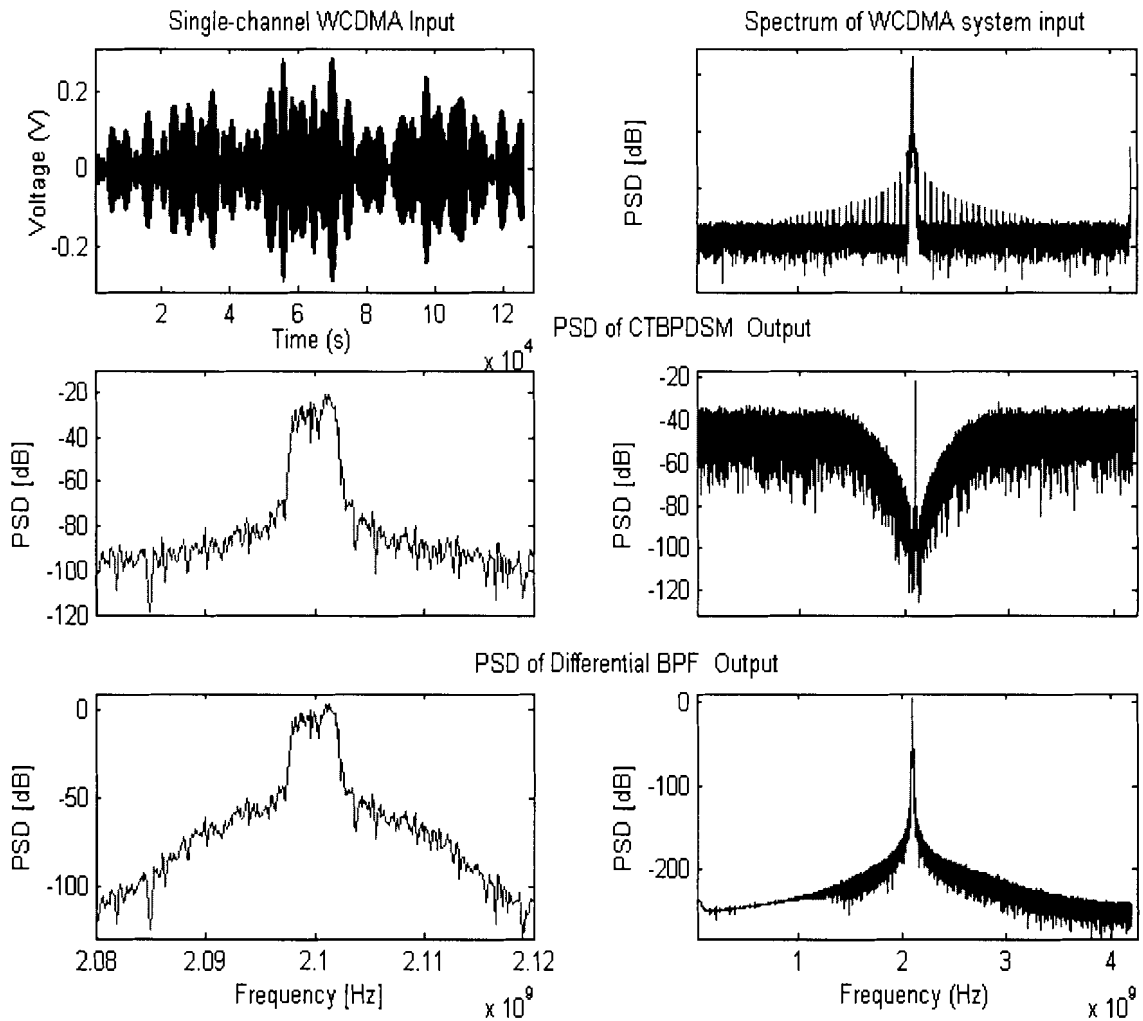 Single-channel WCDMA Input
Spectrum of WCDMA system input
Voltage (V)
0.2
0
-0.2
2 4 6 8 10 12
Time (s)
x 10^4
PSD [dB]
PSD of CTBPDSM Output
PSD [dB]
-20
-40
-60
-80
-100
-120
PSD [dB]
-20
-40
-60
-80
-100
-120
PSD of Differential BPF Output
PSD [dB]
0
-50
-100
2.08 2.09 2.1 2.11 2.12
Frequency [Hz]
x 10^9
PSD [dB]
0
-100
-200
1 2 3 4
Frequency (Hz)
x 10^9